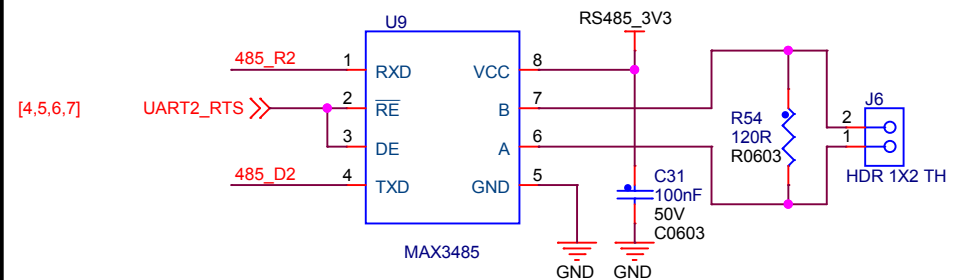 U9
RS485_3V3
485_R2 1 RXD VCC 8
[4,5,6,7] UART2_RTS 2 RE B 7
3 DE A 6
485_D2 4 TXD GND 5
MAX3485
C31
100nF
50V
C0603
GND GND
R54
120R
R0603
J6
2
1
HDR 1X2 TH